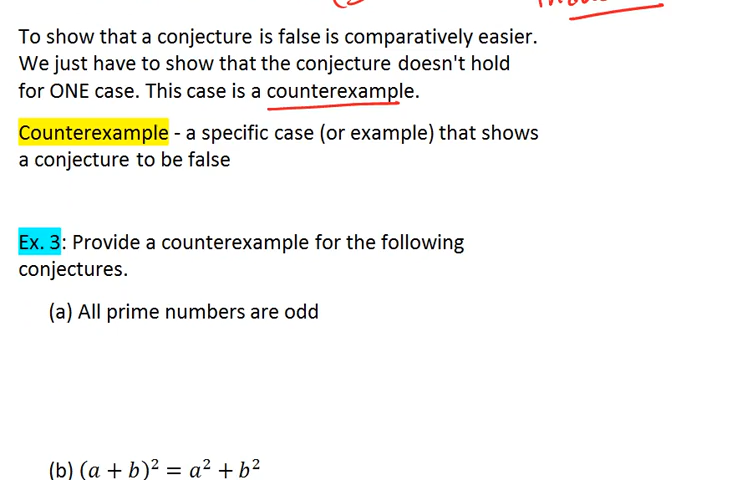 To show that a conjecture is false is comparatively easier.
We just have to show that the conjecture doesn't hold
for ONE case. This case is a counterexample.
Counterexample - a specific case (or example) that shows
a conjecture to be false
Ex. 3: Provide a counterexample for the following
conjectures.
(a) All prime numbers are odd
(b) (a + b)² = a² + b²